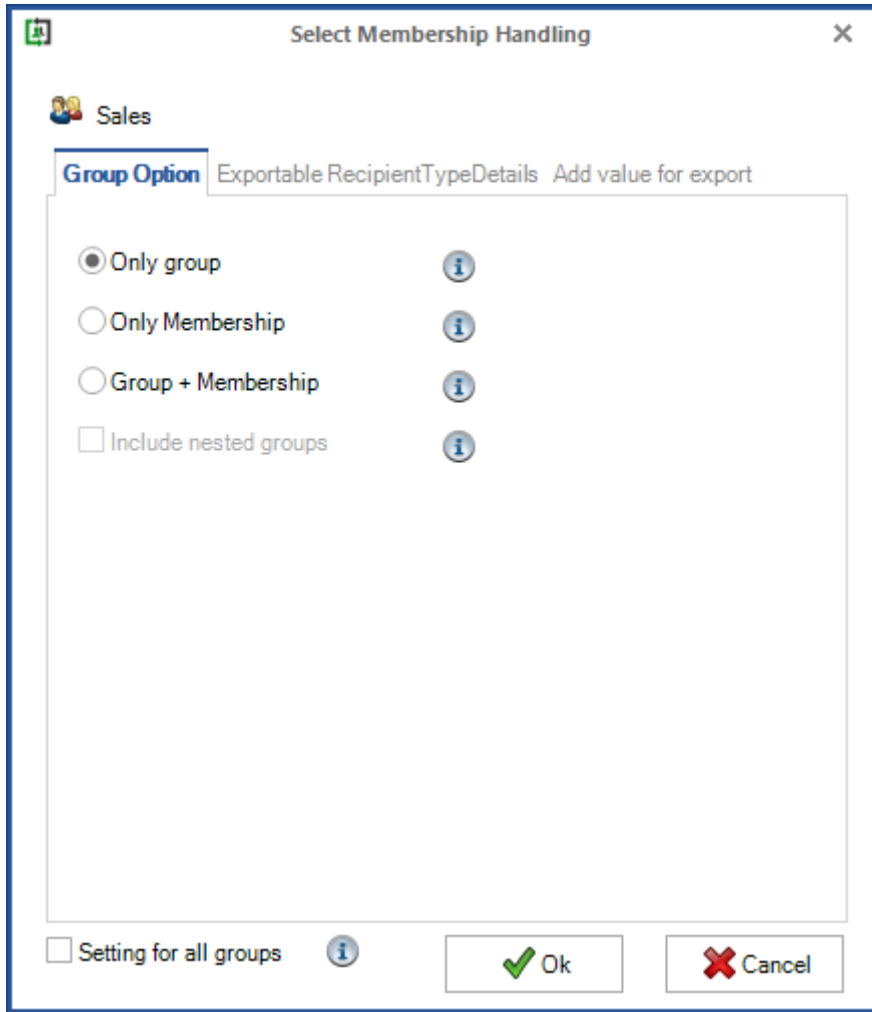 Select Membership Handling
Sales
Group Option Exportable RecipientTypeDetails Add value for export
Only group
Only Membership
Group + Membership
Include nested groups
Setting for all groups Ok Cancel